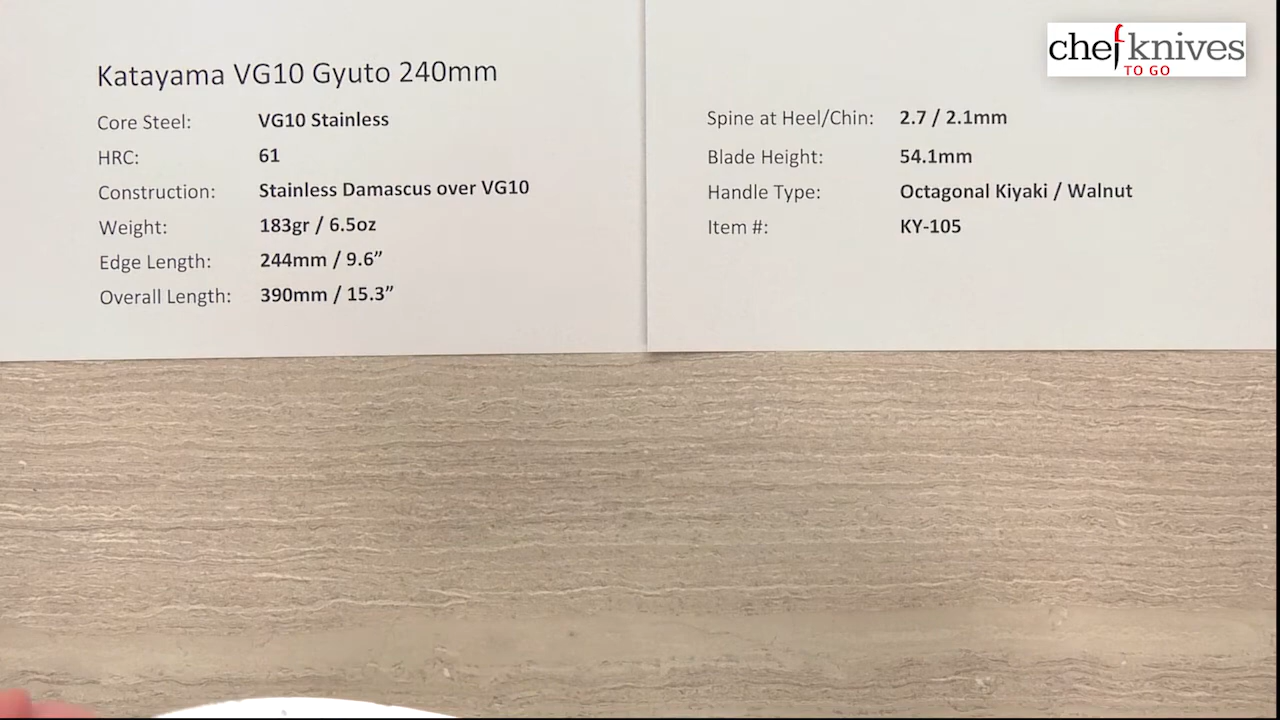 Katayama VG10 Gyuto 240mm
Core Steel: VG10 Stainless
HRC: 61
Construction: Stainless Damascus over VG10
Weight: 183gr / 6.5oz
Edge Length: 244mm / 9.6”
Overall Length: 390mm / 15.3”
Spine at Heel/Chin: 2.7 / 2.1mm
Blade Height: 54.1mm
Handle Type: Octagonal Kiyaki / Walnut
Item #: KY-105
chefknives
TO GO